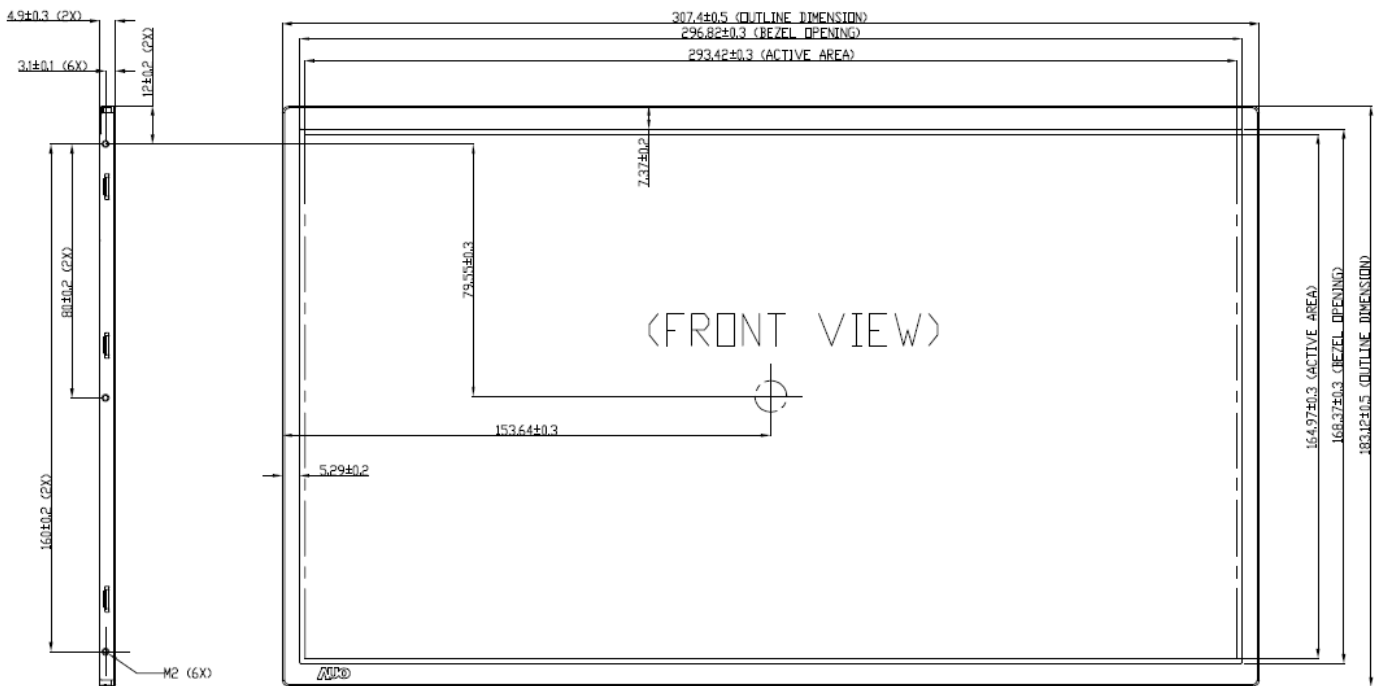 4.9±0.3 (2X)
307.4±0.5 (OUTLINE DIMENSION)
296.82±0.3 (BEZEL OPENING)
293.42±0.3 (ACTIVE AREA)
3.1±0.1 (6X)
12±0.2 (2X)
7.37±0.2
79.55±0.3
80±0.2 (2X)
(FRONT VIEW)
164.97±0.3 (ACTIVE AREA)
168.37±0.3 (BEZEL OPENING)
183.12±0.5 (OUTLINE DIMENSION)
153.64±0.3
5.29±0.2
160±0.2 (2X)
M2 (6X)
AUO